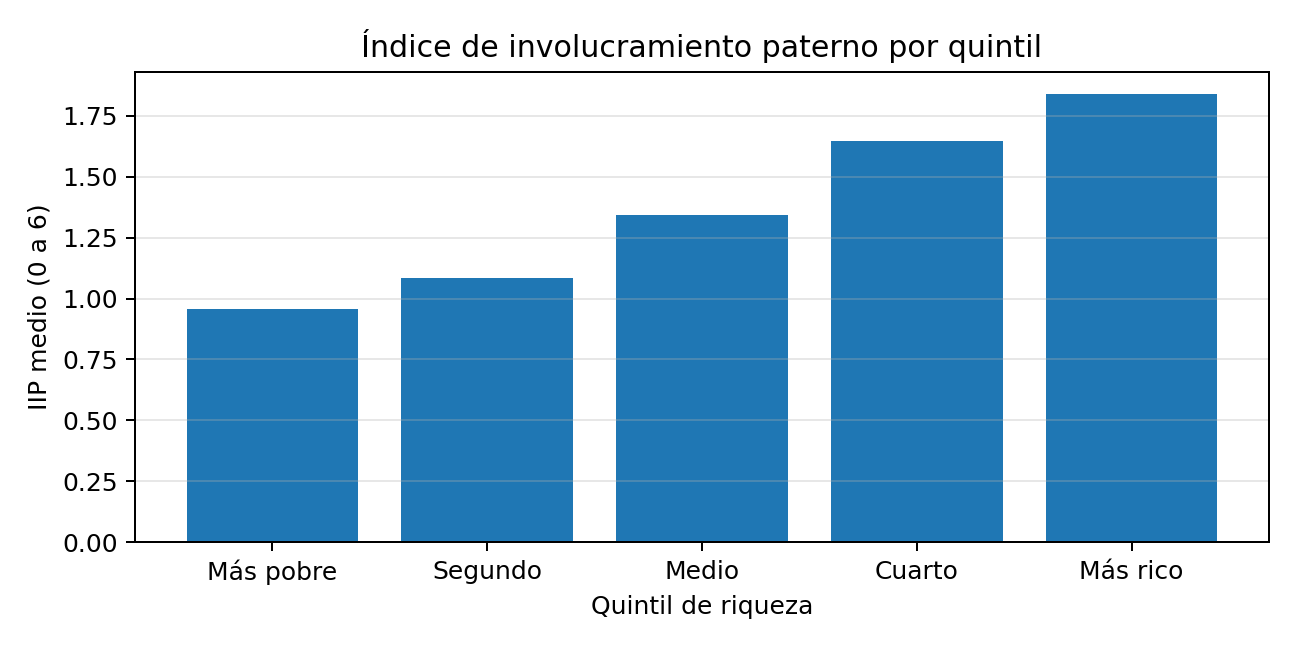 Índice de involucramiento paterno por quintil
IIP medio (0 a 6)
1.75
1.50
1.25
1.00
0.75
0.50
0.25
0.00
Más pobre Segundo Medio Cuarto Más rico
Quintil de riqueza